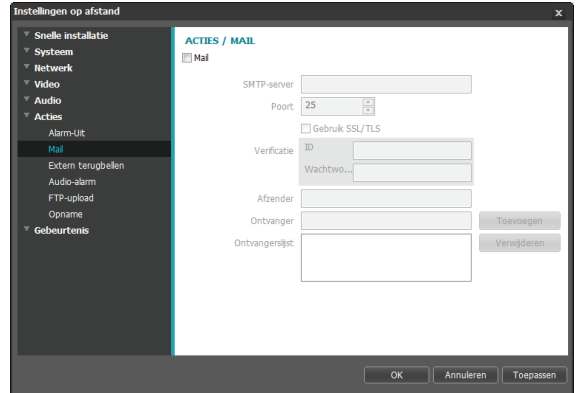 Instellingen op afstand
x
Snelle installatie
Systeem
Netwerk
Video
Audio
Acties
Alarm-Uit
Mail
Extern terugbellen
Audio-alarm
FTP-upload
Opname
Gebeurtenis
ACTIES / MAIL
Mail
SMTP-server
Poort 25
Gebruik SSL/TLS
Verificatie ID
Wachtwo...
Afzender
Ontvanger Toevoegen
Ontvangerslijst Verwijderen
OK Annuleren Toepassen